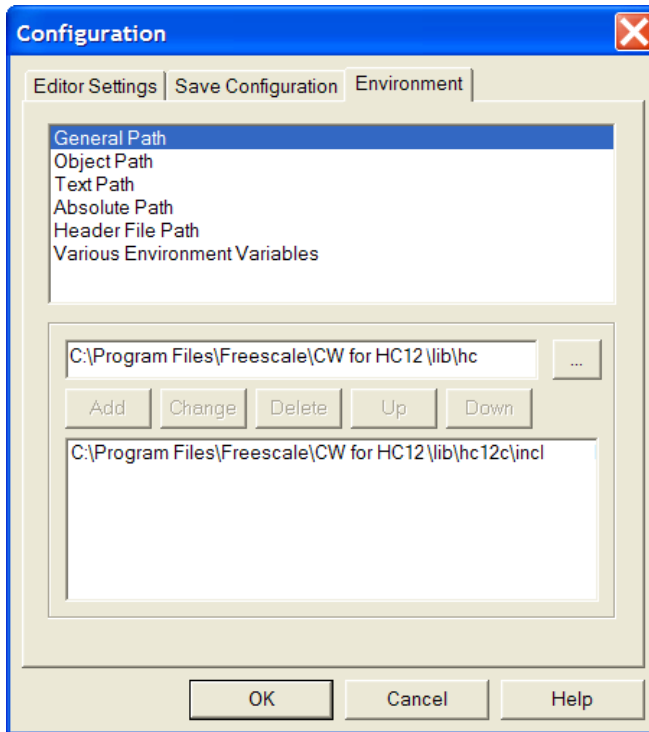 Configuration
Editor Settings Save Configuration Environment
General Path
Object Path
Text Path
Absolute Path
Header File Path
Various Environment Variables
C:\Program Files\Freescale\CW for HC12\lib\hc
...
Add Change Delete Up Down
C:\Program Files\Freescale\CW for HC12\lib\hc12c\incl
OK Cancel Help